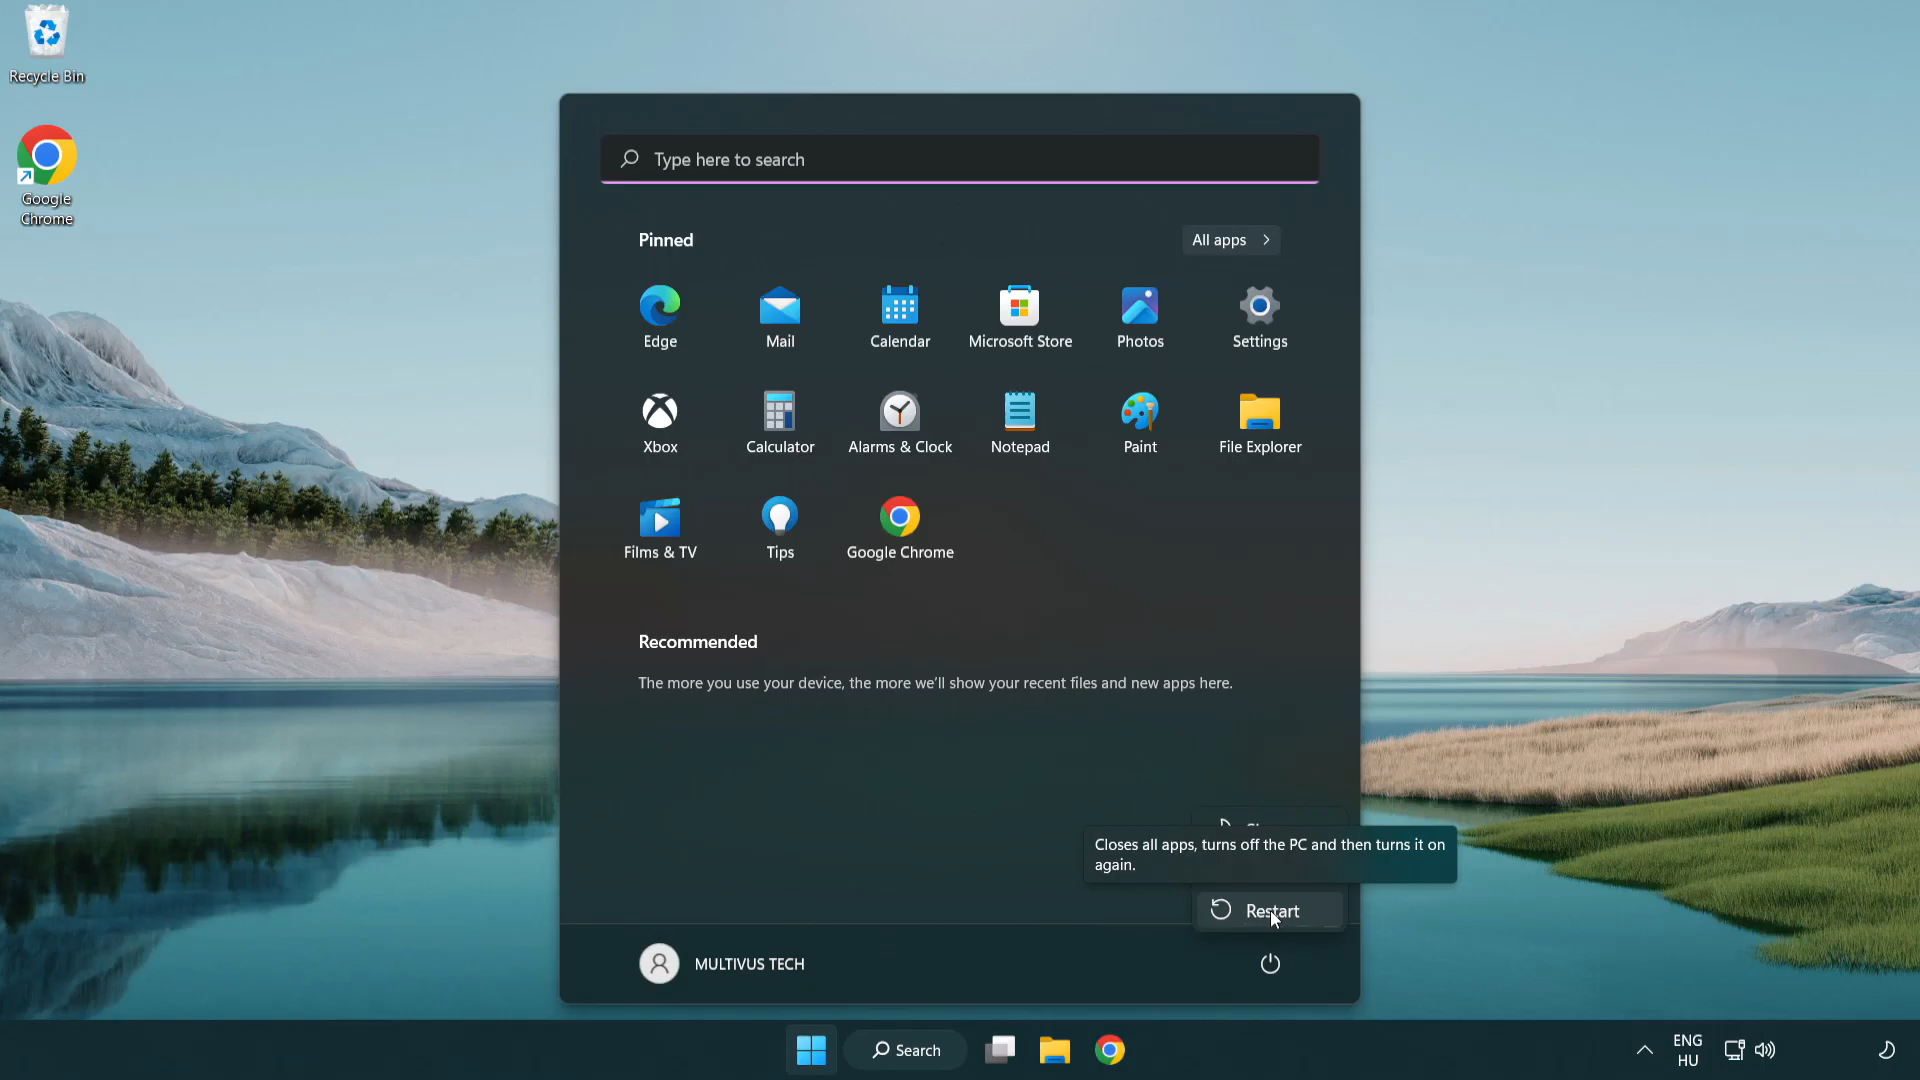 Recycle Bin
Google
Chrome
Type here to search
Pinned
All apps
Edge
Mail
Calendar
Microsoft Store
Photos
Settings
Xbox
Calculator
Alarms & Clock
Notepad
Paint
File Explorer
Films & TV
Tips
Google Chrome
Recommended
The more you use your device, the more we'll show your recent files and new apps here.
Closes all apps, turns off the PC and then turns it on
again.
Restart
MULTIVUS TECH
Search
ENG
HU